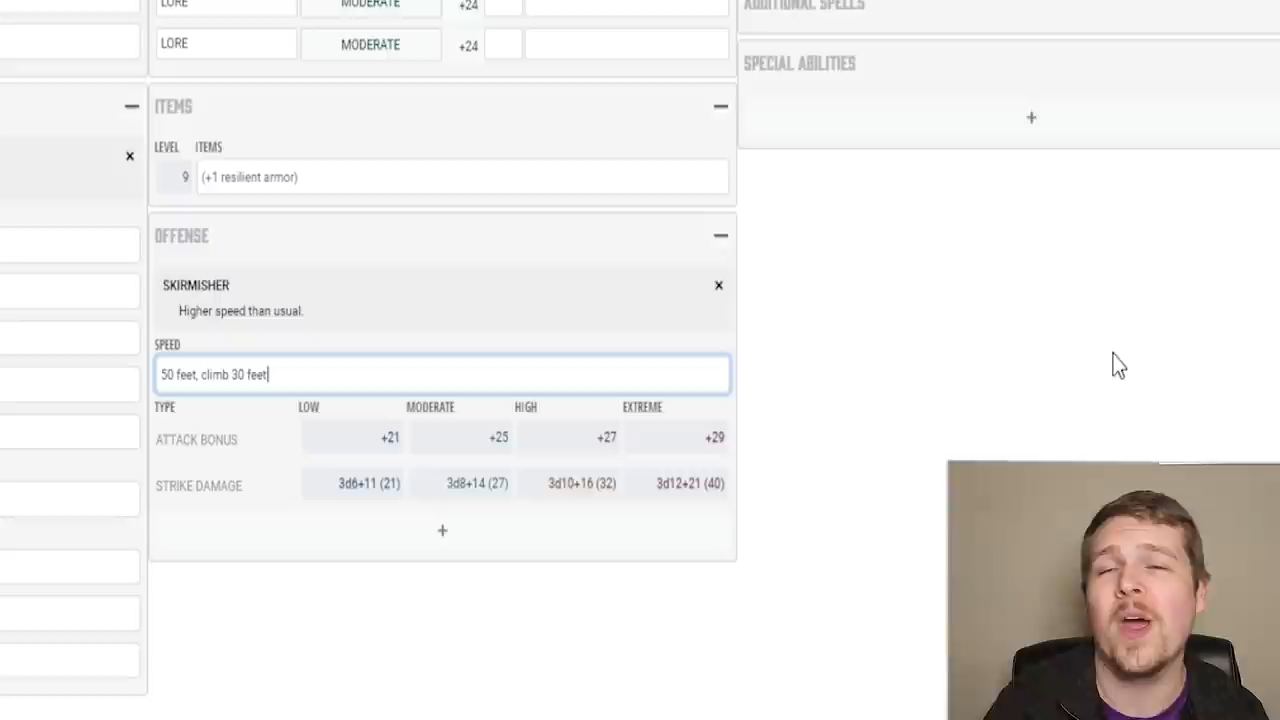 LORE MODERATE +24
LORE MODERATE +24
ITEMS
LEVEL ITEMS
9 (+1 resilient armor)
OFFENSE
SKIRMISHER
Higher speed than usual.
SPEED
50 feet, climb 30 feet
TYPE LOW MODERATE HIGH EXTREME
ATTACK BONUS +21 +25 +27 +29
STRIKE DAMAGE 3d6+11 (21) 3d8+14 (27) 3d10+16 (32) 3d12+21 (40)
+
ADDITIONAL SPELLS
SPECIAL ABILITIES
+